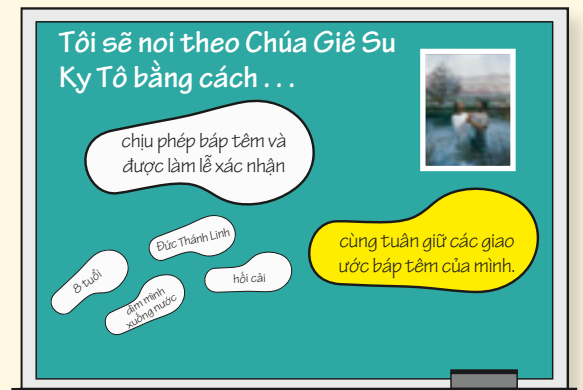 Tôi sẽ noi theo Chúa Giê Su
Ky Tô bằng cách . . .
chịu phép báp têm và
được làm lễ xác nhận
Đức Thánh Linh
8 tuổi
dìm mình
xuống nước
hối cải
cùng tuân giữ các giao
ước báp têm của mình.